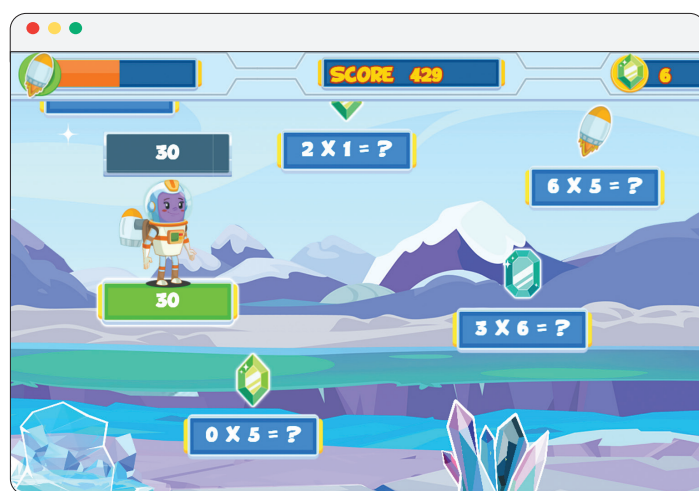 SCORE 429
6
30
2 X 1 = ?
6 X 5 = ?
30
3 X 6 = ?
0 X 5 = ?